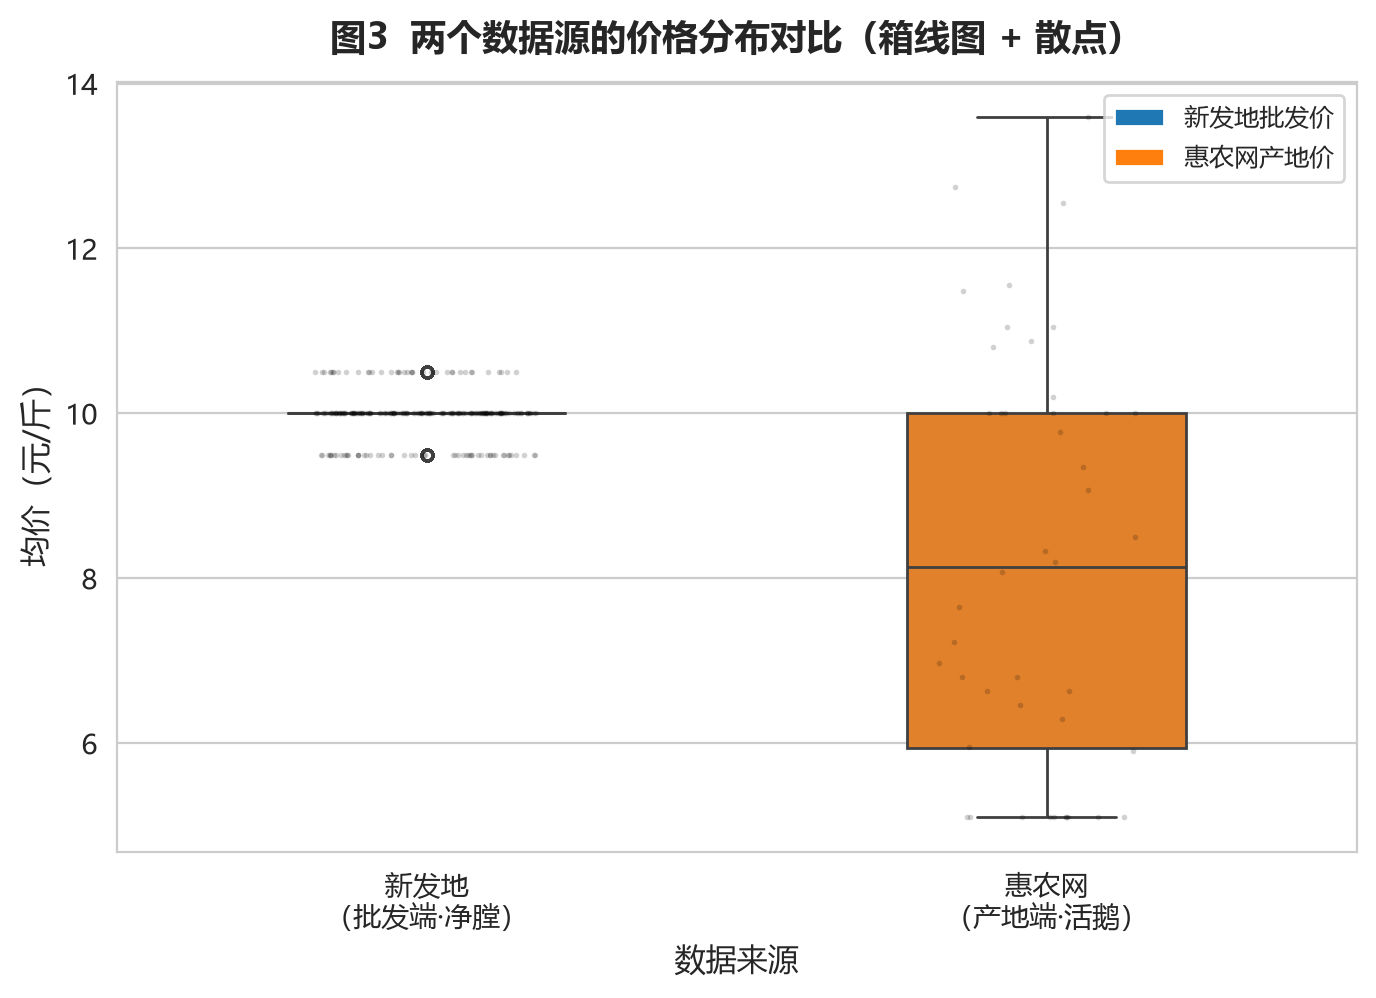 图3 两个数据源的价格分布对比（箱线图 + 散点）
新发地批发价
惠农网产地价
均价（元/斤）
14
12
10
8
6
新发地
（批发端·净膛）
惠农网
（产地端·活鹅）
数据来源